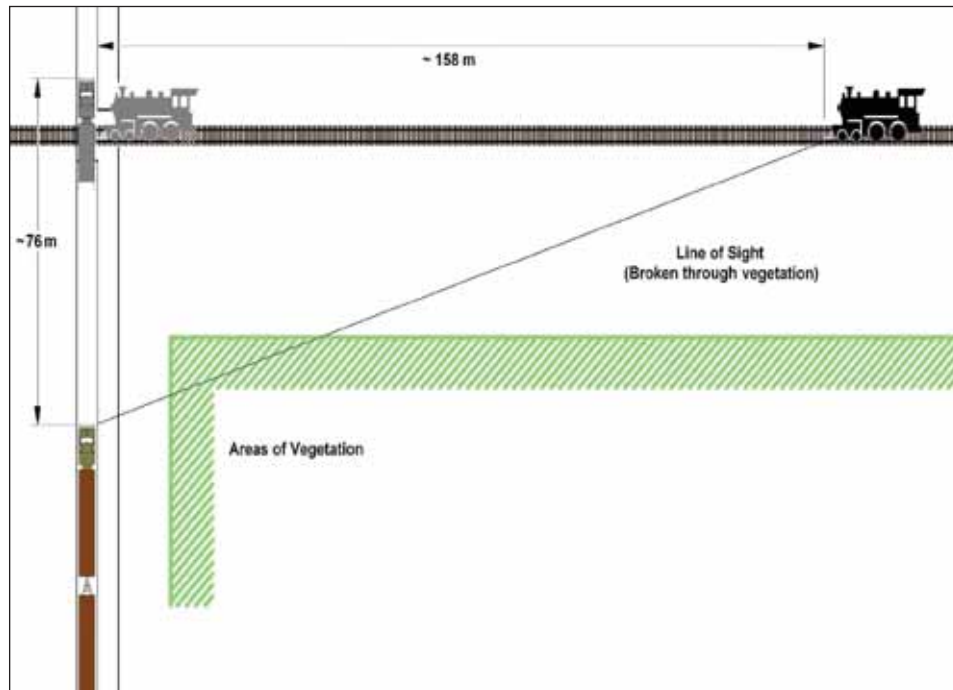 ~ 158 m
~76 m
Line of Sight
(Broken through vegetation)
Areas of Vegetation